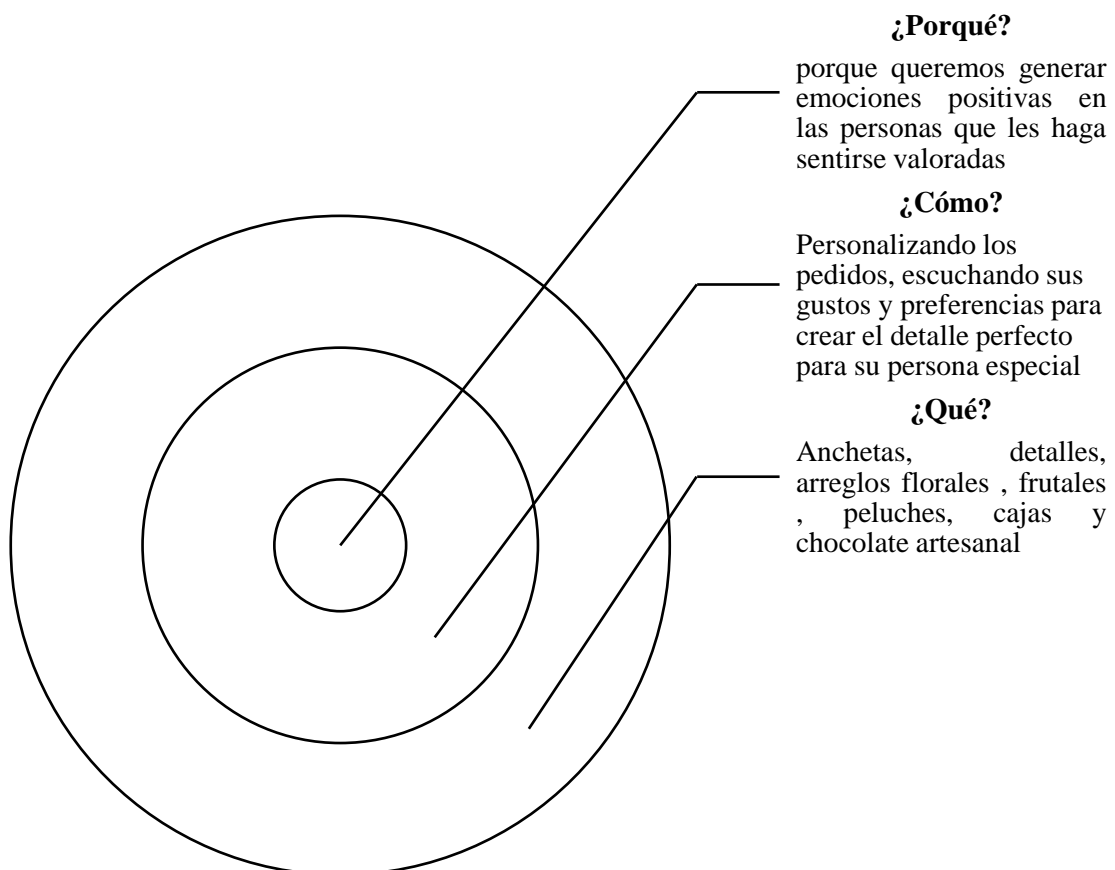 ¿Porqué?
porque queremos generar
emociones positivas en
las personas que les haga
sentirse valoradas
¿Cómo?
Personalizando los
pedidos, escuchando sus
gustos y preferencias para
crear el detalle perfecto
para su persona especial
¿Qué?
Anchetas, detalles,
arreglos florales , frutales
, peluches, cajas y
chocolate artesanal